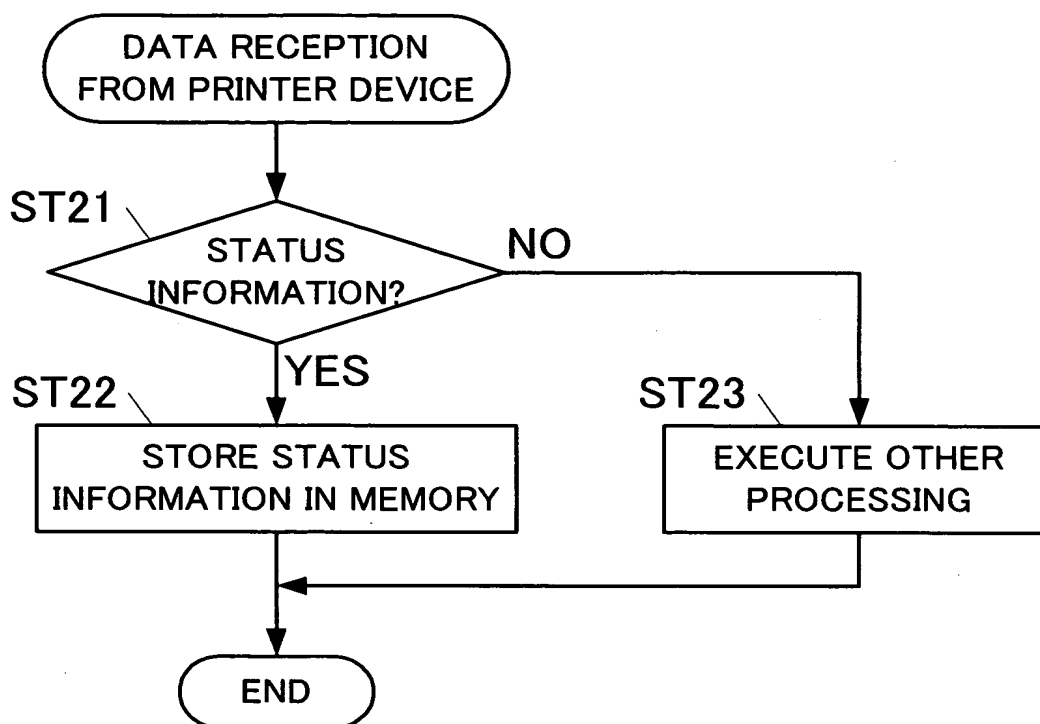 DATA RECEPTION
FROM PRINTER DEVICE
ST21
STATUS
INFORMATION?
NO
YES
ST22
STORE STATUS
INFORMATION IN MEMORY
ST23
EXECUTE OTHER
PROCESSING
END